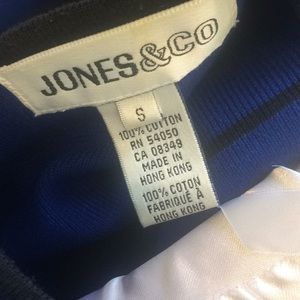 JONES&CO
S
100% COTTON
RN 54050
CA 08349
MADE IN
HONG KONG
100% COTON
FABRIQUÉ À
HONG KONG